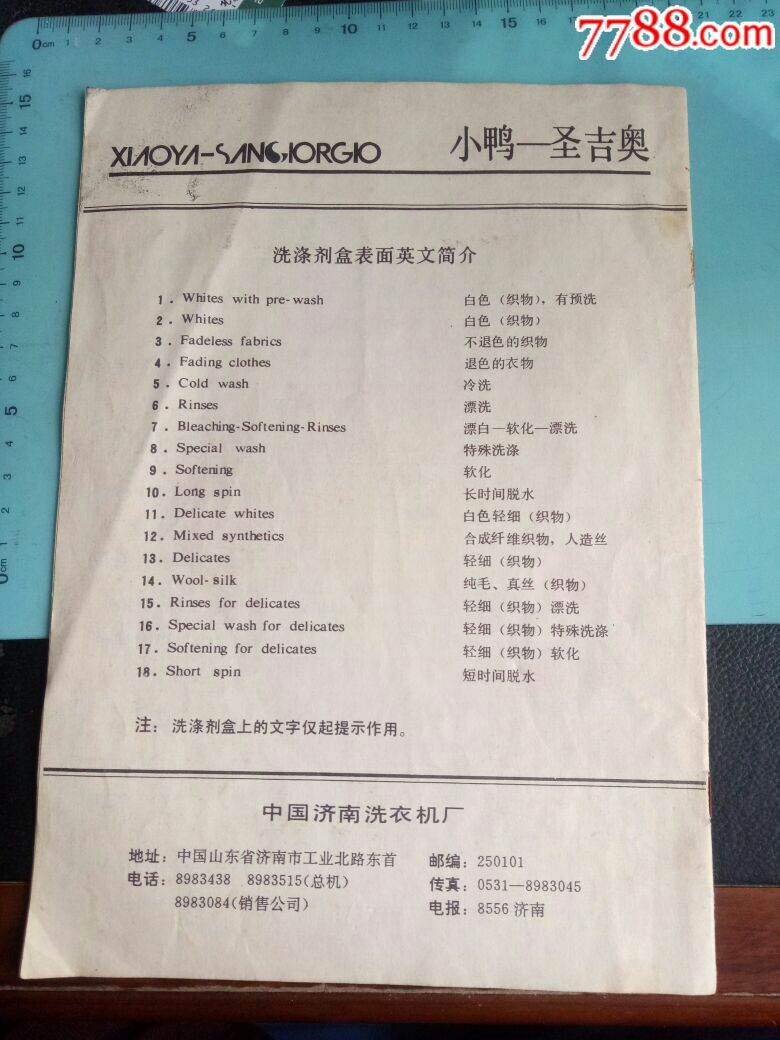 7788.com
XIAOYA-SANGIORGIO 小鸭—圣吉奥
洗涤剂盒表面英文简介
1. Whites with pre-wash 白色(织物),有预洗
2. Whites 白色(织物)
3. Fadeless fabrics 不退色的织物
4. Fading clothes 退色的衣物
5. Cold wash 冷洗
6. Rinses 漂洗
7. Bleaching-Softening-Rinses 漂白—软化—漂洗
8. Special wash 特殊洗涤
9. Softening 软化
10. Long spin 长时间脱水
11. Delicate whites 白色轻细(织物)
12. Mixed synthetics 合成纤维织物,人造丝
13. Delicates 轻细(织物)
14. Wool-silk 纯毛、真丝(织物)
15. Rinses for delicates 轻细(织物)漂洗
16. Special wash for delicates 轻细(织物)特殊洗涤
17. Softening for delicates 轻细(织物)软化
18. Short spin 短时间脱水
注:洗涤剂盒上的文字仅起提示作用。
中国济南洗衣机厂
地址:中国山东省济南市工业北路东首 邮编:250101
电话:8983438 8983515(总机) 传真:0531—8983045
8983084(销售公司) 电报:8556 济南